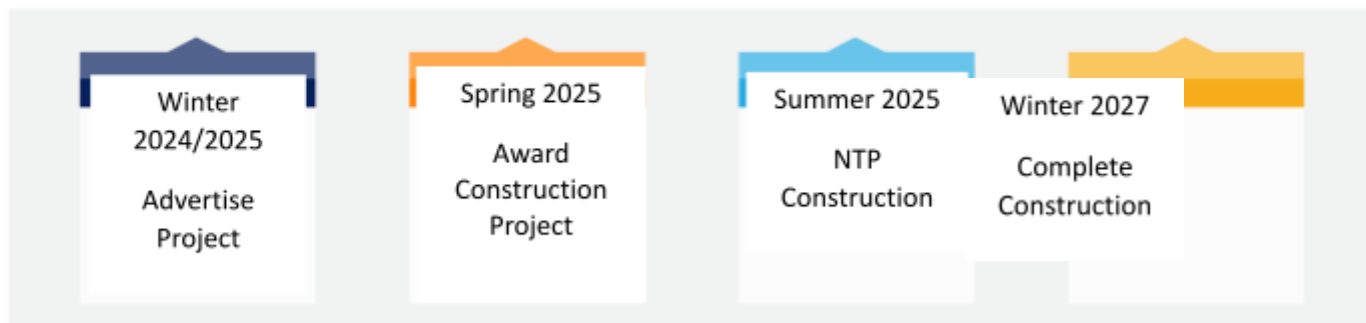 Winter
2024/2025
Advertise
Project
Spring 2025
Award
Construction
Project
Summer 2025
NTP
Construction
Winter 2027
Complete
Construction